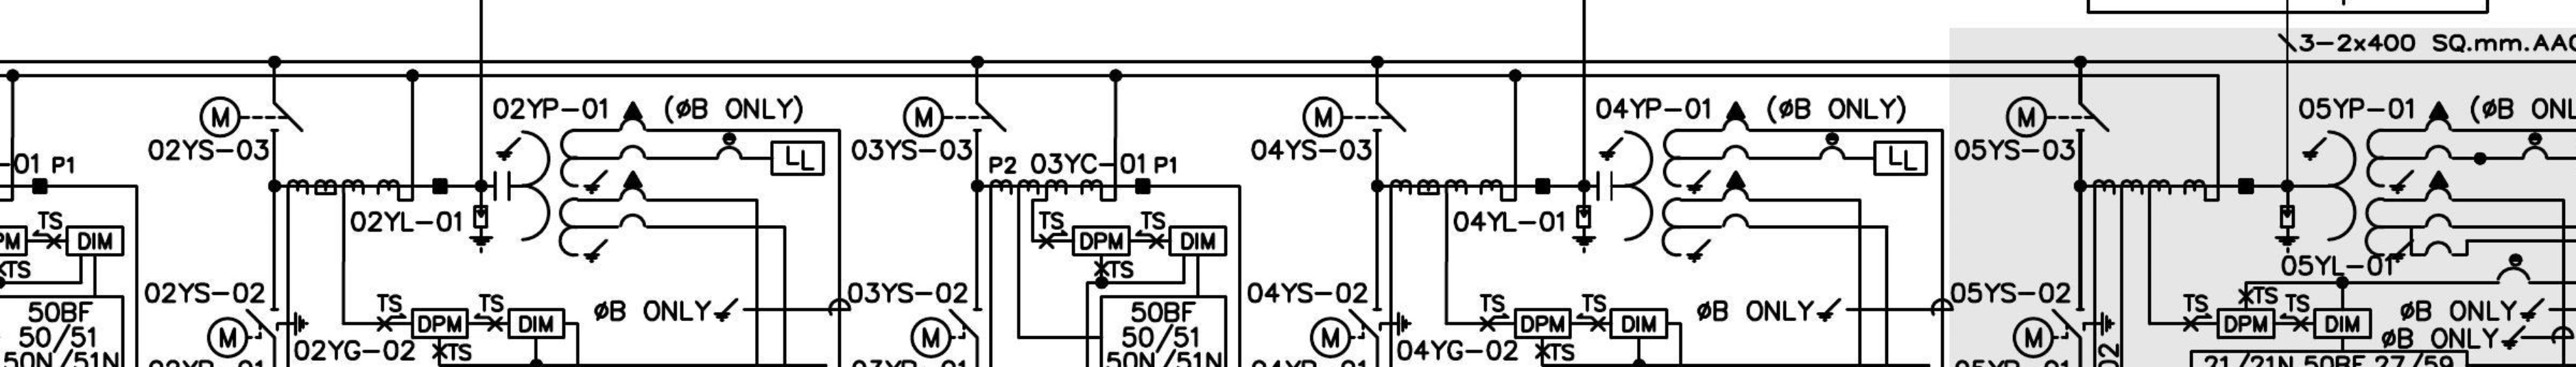 3-2x400 SQ.mm.AAC
02YP-01 (øB ONLY)
04YP-01 (øB ONLY)
05YP-01 (øB ONL
M
M
M
M
02YS-03
03YS-03
04YS-03
05YS-03
-01 P1
P2 03YC-01 P1
LL
LL
02YL-01
04YL-01
TS
TS
TS
PM
DIM
DPM
DIM
TS
TS
05YL-01
02YS-02
03YS-02
04YS-02
05YS-02
TS
TS
TS
TS
TS
TS
TS
50BF
50/51
50N/51N
DPM
DIM
øB ONLY
50BF
50/51
50N/51N
DPM
DIM
øB ONLY
DPM
DIM
øB ONLY
øB ONLY
M
M
M
M
02YG-02
TS
04YG-02
TS
02
21/21N 50BF 27/59